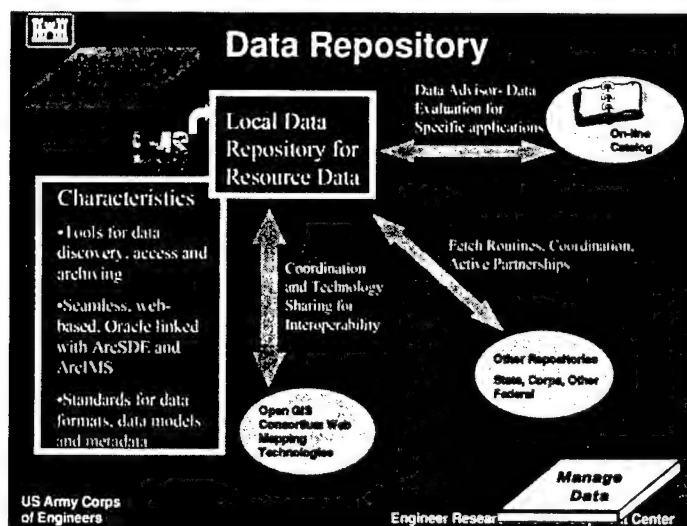 Data Repository
Data Advisor- Data
Evaluation for
Specific applications
On-line
Catalog
Local Data
Repository for
Resource Data
Characteristics
•Tools for data
discovery, access and
archiving
•Seamless, web-
based, Oracle linked
with ArcSDE and
ArcIMS
•Standards for data
formats, data models
and metadata
Coordination
and Technology
Sharing for
Interoperability
Fetch Routines, Coordination,
Active Partnerships
Other Repositories
State, Corps, Other
Federal
Open GIS
Consortium Web
Mapping
Technologies
Manage
Data
US Army Corps
of Engineers
Engineer Resear
Center